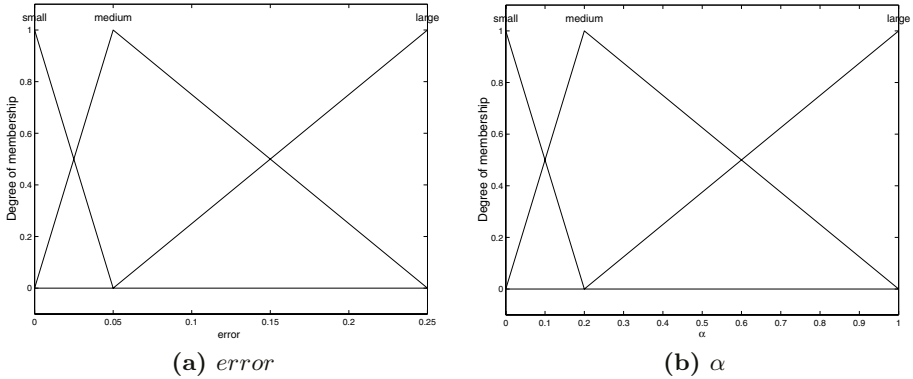 small medium large
Degree of membership
1
0.8
0.6
0.4
0.2
0
0 0.05 0.1 0.15 0.2 0.25
error
(a) error
small medium large
Degree of membership
1
0.8
0.6
0.4
0.2
0
0 0.1 0.2 0.3 0.4 0.5 0.6 0.7 0.8 0.9 1
α
(b) α